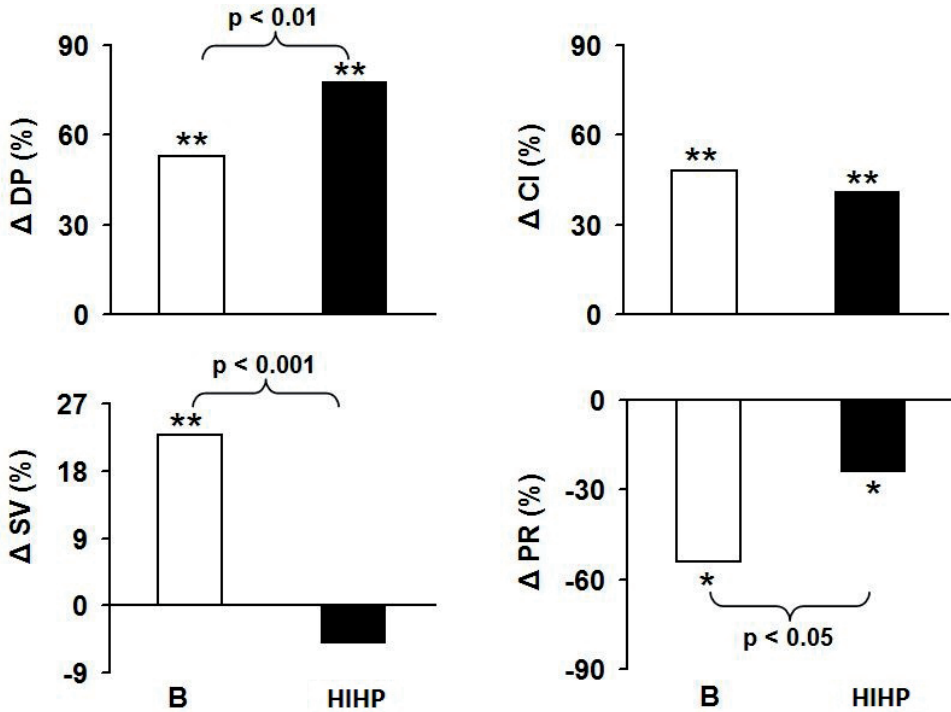 p < 0.01
90
60
30
0
Δ DP (%)
**
**
90
60
30
0
Δ CI (%)
**
**
p < 0.001
27
18
9
0
-9
Δ SV (%)
**
B
HIHP
0
-30
-60
-90
Δ PR (%)
*
*
p < 0.05
B
HIHP